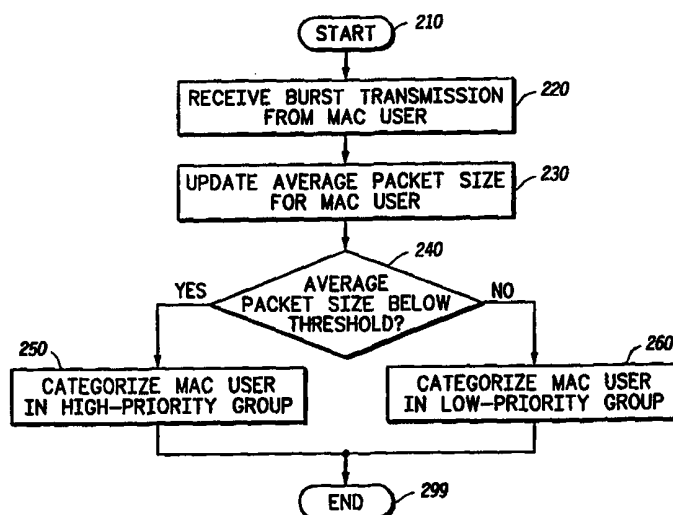 START
210
RECEIVE BURST TRANSMISSION
FROM MAC USER
220
UPDATE AVERAGE PACKET SIZE
FOR MAC USER
230
240
AVERAGE
PACKET SIZE BELOW
THRESHOLD?
YES
NO
250
CATEGORIZE MAC USER
IN HIGH-PRIORITY GROUP
260
CATEGORIZE MAC USER
IN LOW-PRIORITY GROUP
END
299